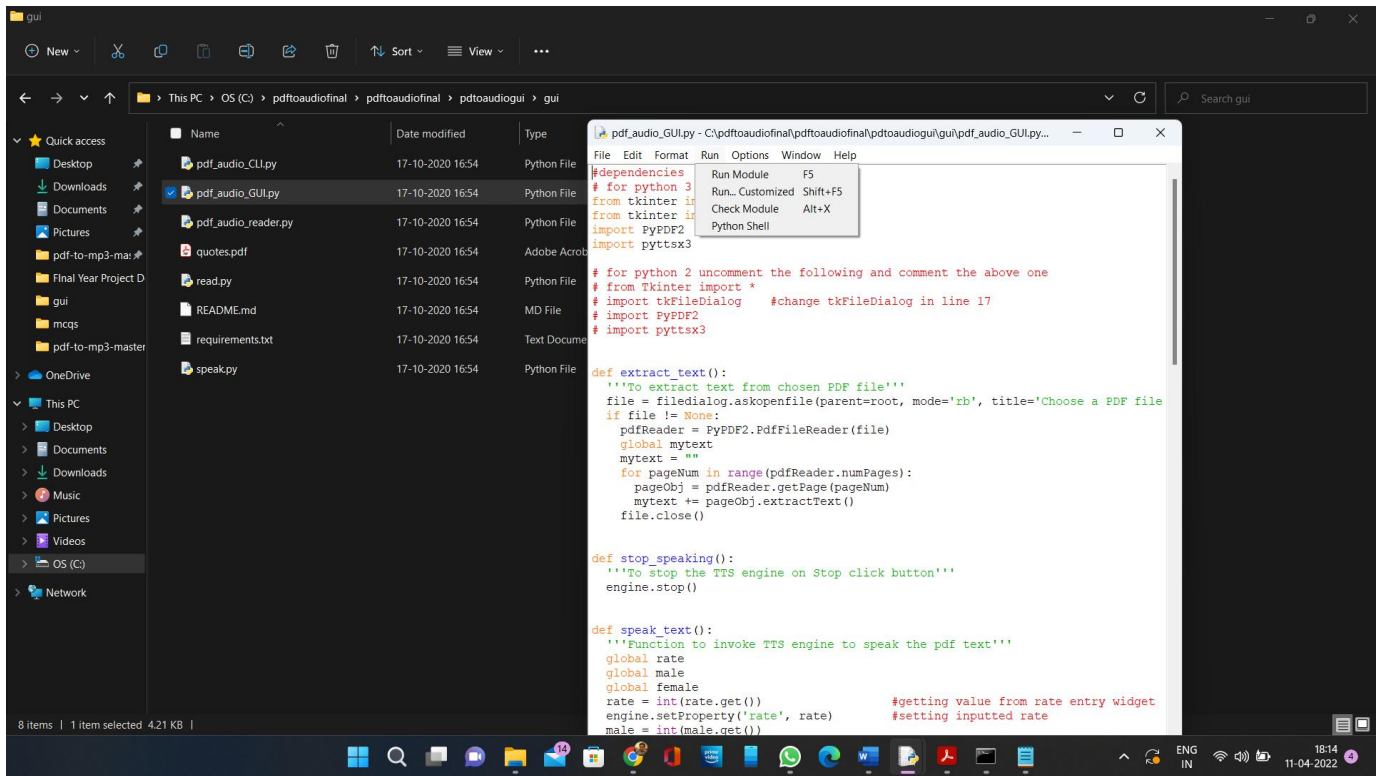 gui
New
Sort
View
This PC > OS (C:) > pdftoaudiofinal > pdftoaudiofinal > pdtoaudiogui > gui
Search gui
Quick access
Desktop
Downloads
Documents
Pictures
pdf-to-mp3-mas
FInal Year Project D
gui
mcqs
pdf-to-mp3-master
OneDrive
This PC
Desktop
Documents
Downloads
Music
Pictures
Videos
OS (C:)
Network
Name Date modified Type
pdf_audio_CLI.py 17-10-2020 16:54 Python File
pdf_audio_GUI.py 17-10-2020 16:54 Python File
pdf_audio_reader.py 17-10-2020 16:54 Python File
quotes.pdf 17-10-2020 16:54 Adobe Acrob
read.py 17-10-2020 16:54 Python File
README.md 17-10-2020 16:54 MD File
requirements.txt 17-10-2020 16:54 Text Docume
speak.py 17-10-2020 16:54 Python File
pdf_audio_GUI.py - C:\pdftoaudiofinal\pdftoaudiofinal\pdtoaudiogui\gui\pdf_audio_GUI.py...
File Edit Format Run Options Window Help
Run Module F5
Run... Customized Shift+F5
Check Module Alt+X
Python Shell
#dependencies
# for python 3
from tkinter im
from tkinter im
import PyPDF2
import pyttsx3
# for python 2 uncomment the following and comment the above one
# from Tkinter import *
# import tkFileDialog #change tkFileDialog in line 17
# import PyPDF2
# import pyttsx3
def extract_text():
'''To extract text from chosen PDF file'''
file = filedialog.askopenfile(parent=root, mode='rb', title='Choose a PDF file
if file != None:
pdfReader = PyPDF2.PdfFileReader(file)
global mytext
mytext = ""
for pageNum in range(pdfReader.numPages):
pageObj = pdfReader.getPage(pageNum)
mytext += pageObj.extractText()
file.close()
def stop_speaking():
'''To stop the TTS engine on Stop click button'''
engine.stop()
def speak_text():
'''Function to invoke TTS engine to speak the pdf text'''
global rate
global male
global female
rate = int(rate.get()) #getting value from rate entry widget
engine.setProperty('rate', rate) #setting inputted rate
male = int(male.get())
8 items | 1 item selected 4.21 KB |
14
prime video
ENG
IN
18:14
11-04-2022
4